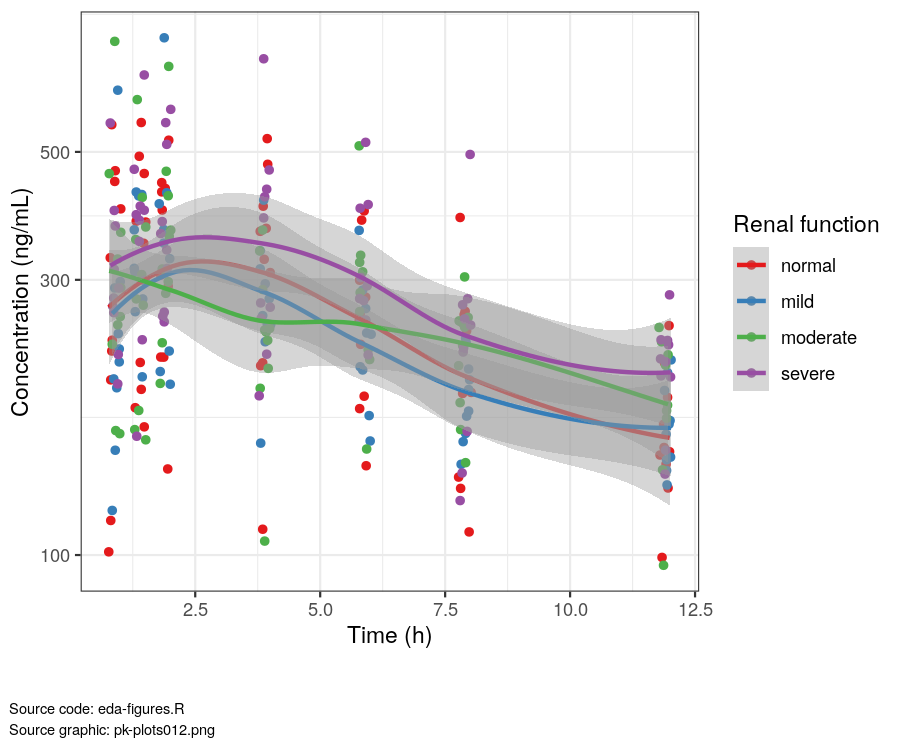 500
300
100
Concentration (ng/mL)
2.5 5.0 7.5 10.0 12.5
Time (h)
Renal function
normal
mild
moderate
severe
Source code: eda-figures.R
Source graphic: pk-plots012.png